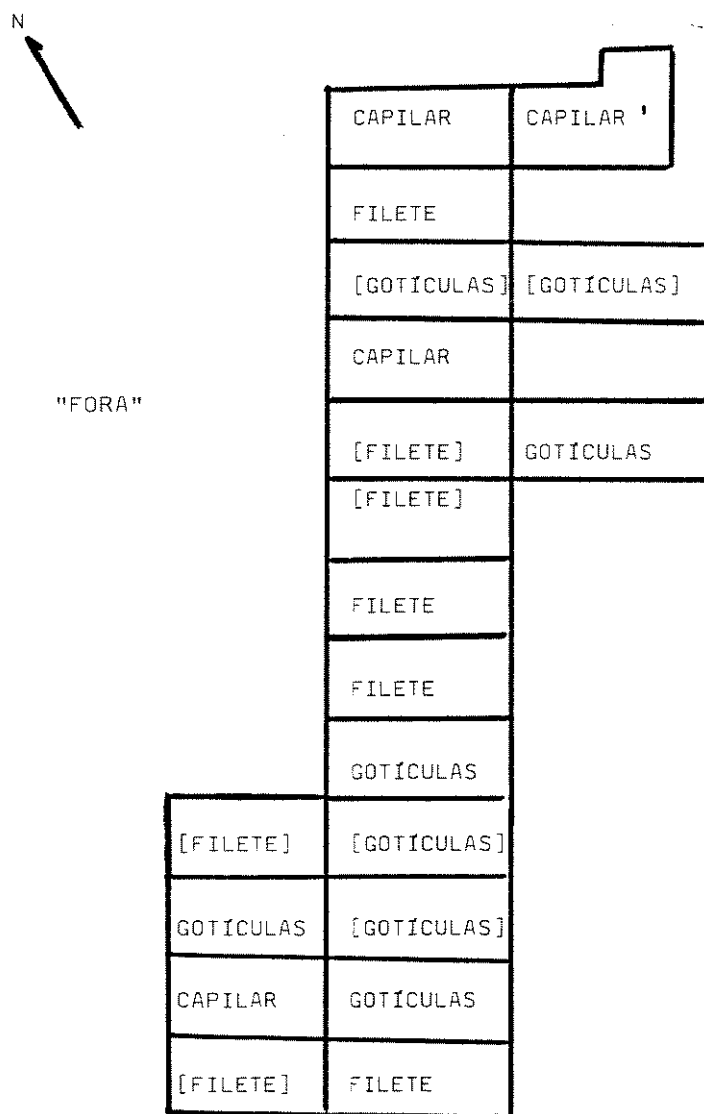 N
CAPILAR CAPILAR '
FILETE
[GOTÍCULAS] [GOTÍCULAS]
CAPILAR
"FORA"
[FILETE] GOTÍCULAS
[FILETE]
FILETE
FILETE
GOTÍCULAS
[FILETE] [GOTÍCULAS]
GOTÍCULAS [GOTÍCULAS]
CAPILAR GOTÍCULAS
[FILETE] FILETE